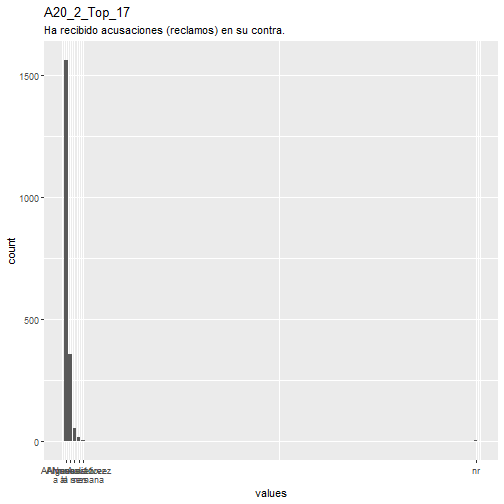 A20_2_Top_17
Ha recibido acusaciones (reclamos) en su contra.
count
1500
1000
500
0
nr
values